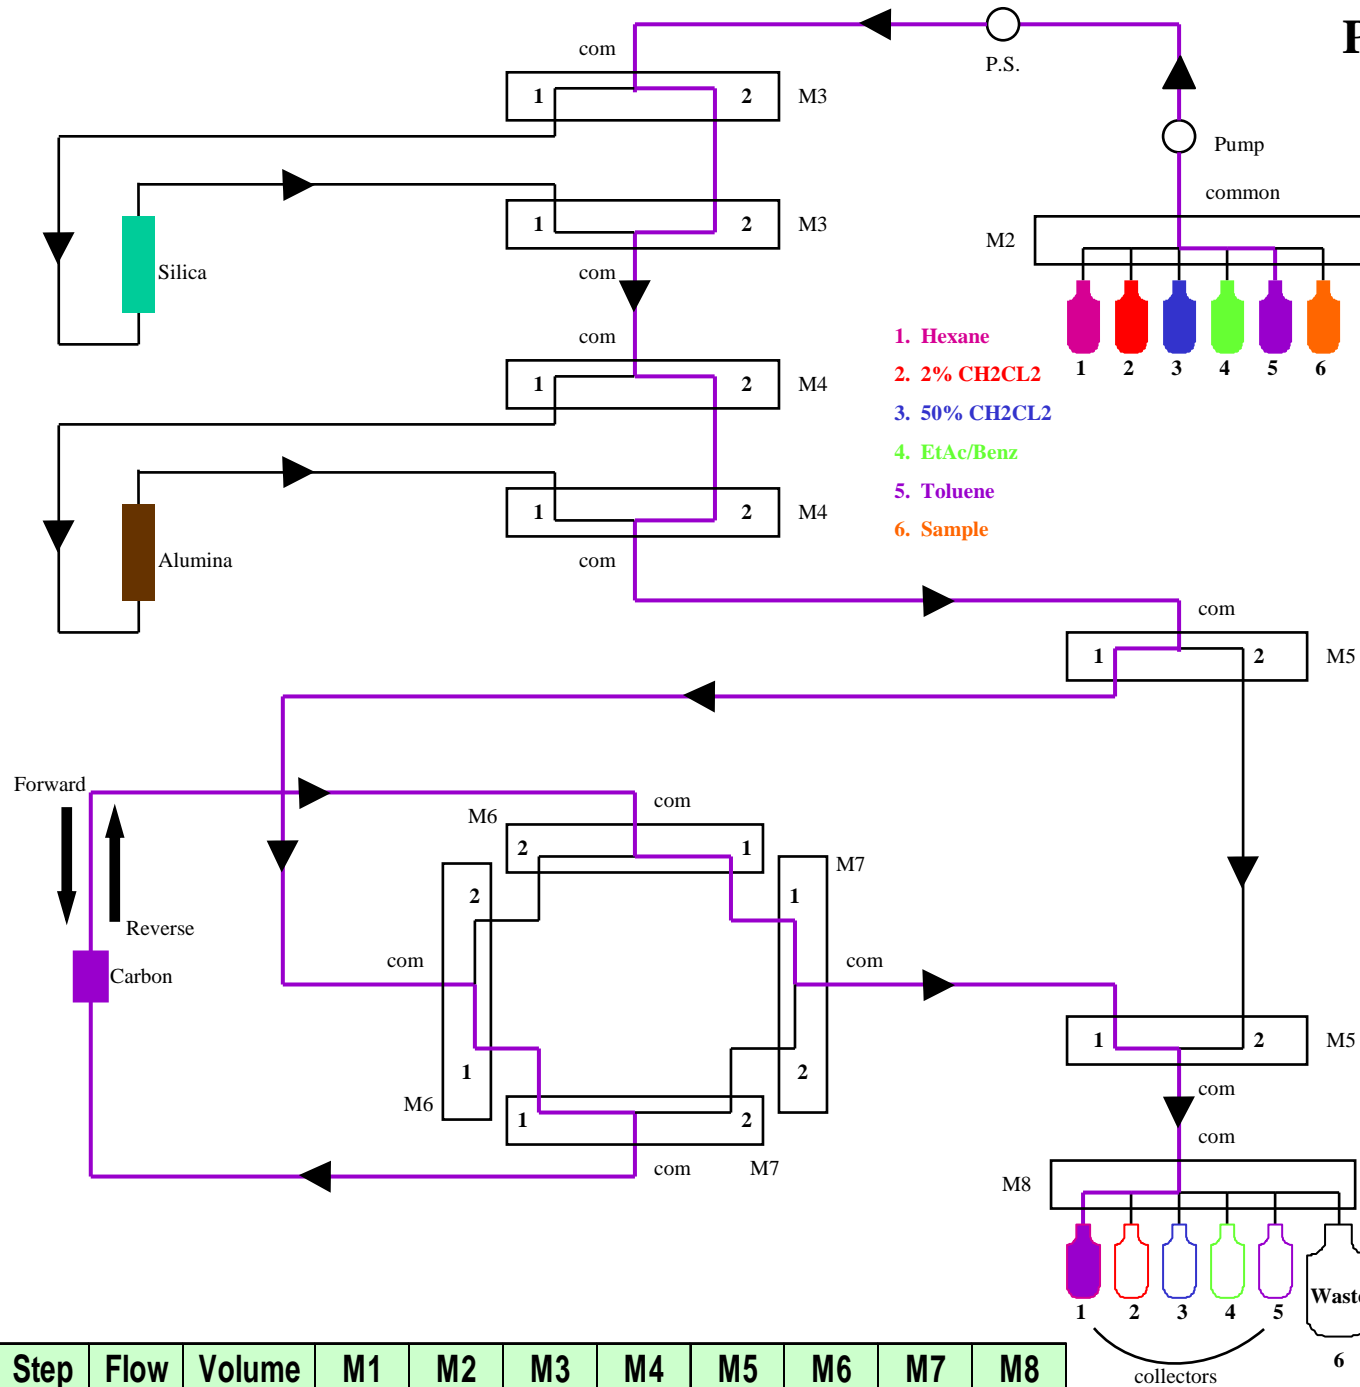 P
com
P.S.
1 2 M3
Pump
common
1 2 M3
M2
Silica
com
com
1. Hexane
2. 2% CH2CL2
3. 50% CH2CL2
4. EtAc/Benz
5. Toluene
6. Sample
1 2 3 4 5 6
1 2 M4
1 2 M4
Alumina
com
com
1 2 M5
Forward
com
M6
2 1
M7
2
1
Reverse
com
com
Carbon
1 2 M5
1
2
M6
1 2
com
com
com
M7
M8
1 2 3 4 5
Waste
6
collectors
Step Flow Volume M1 M2 M3 M4 M5 M6 M7 M8